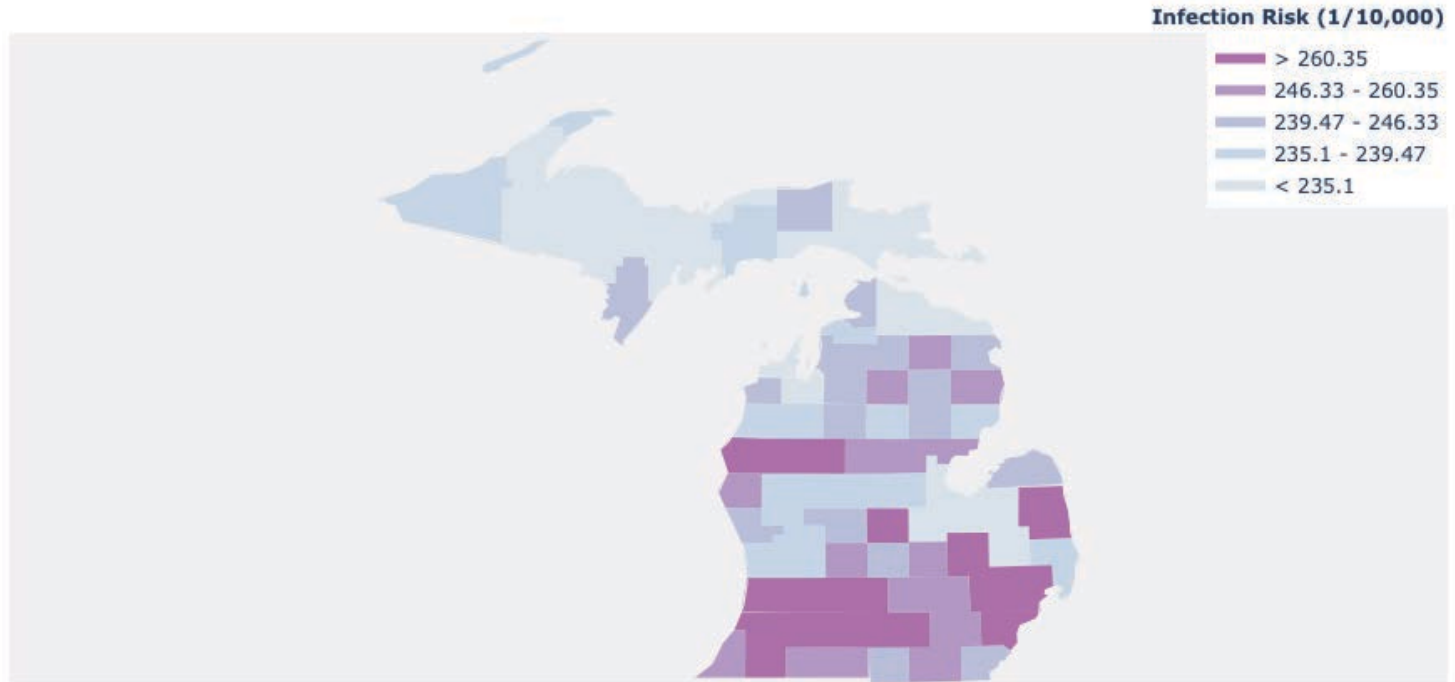 Infection Risk (1/10,000)
> 260.35
246.33 - 260.35
239.47 - 246.33
235.1 - 239.47
< 235.1